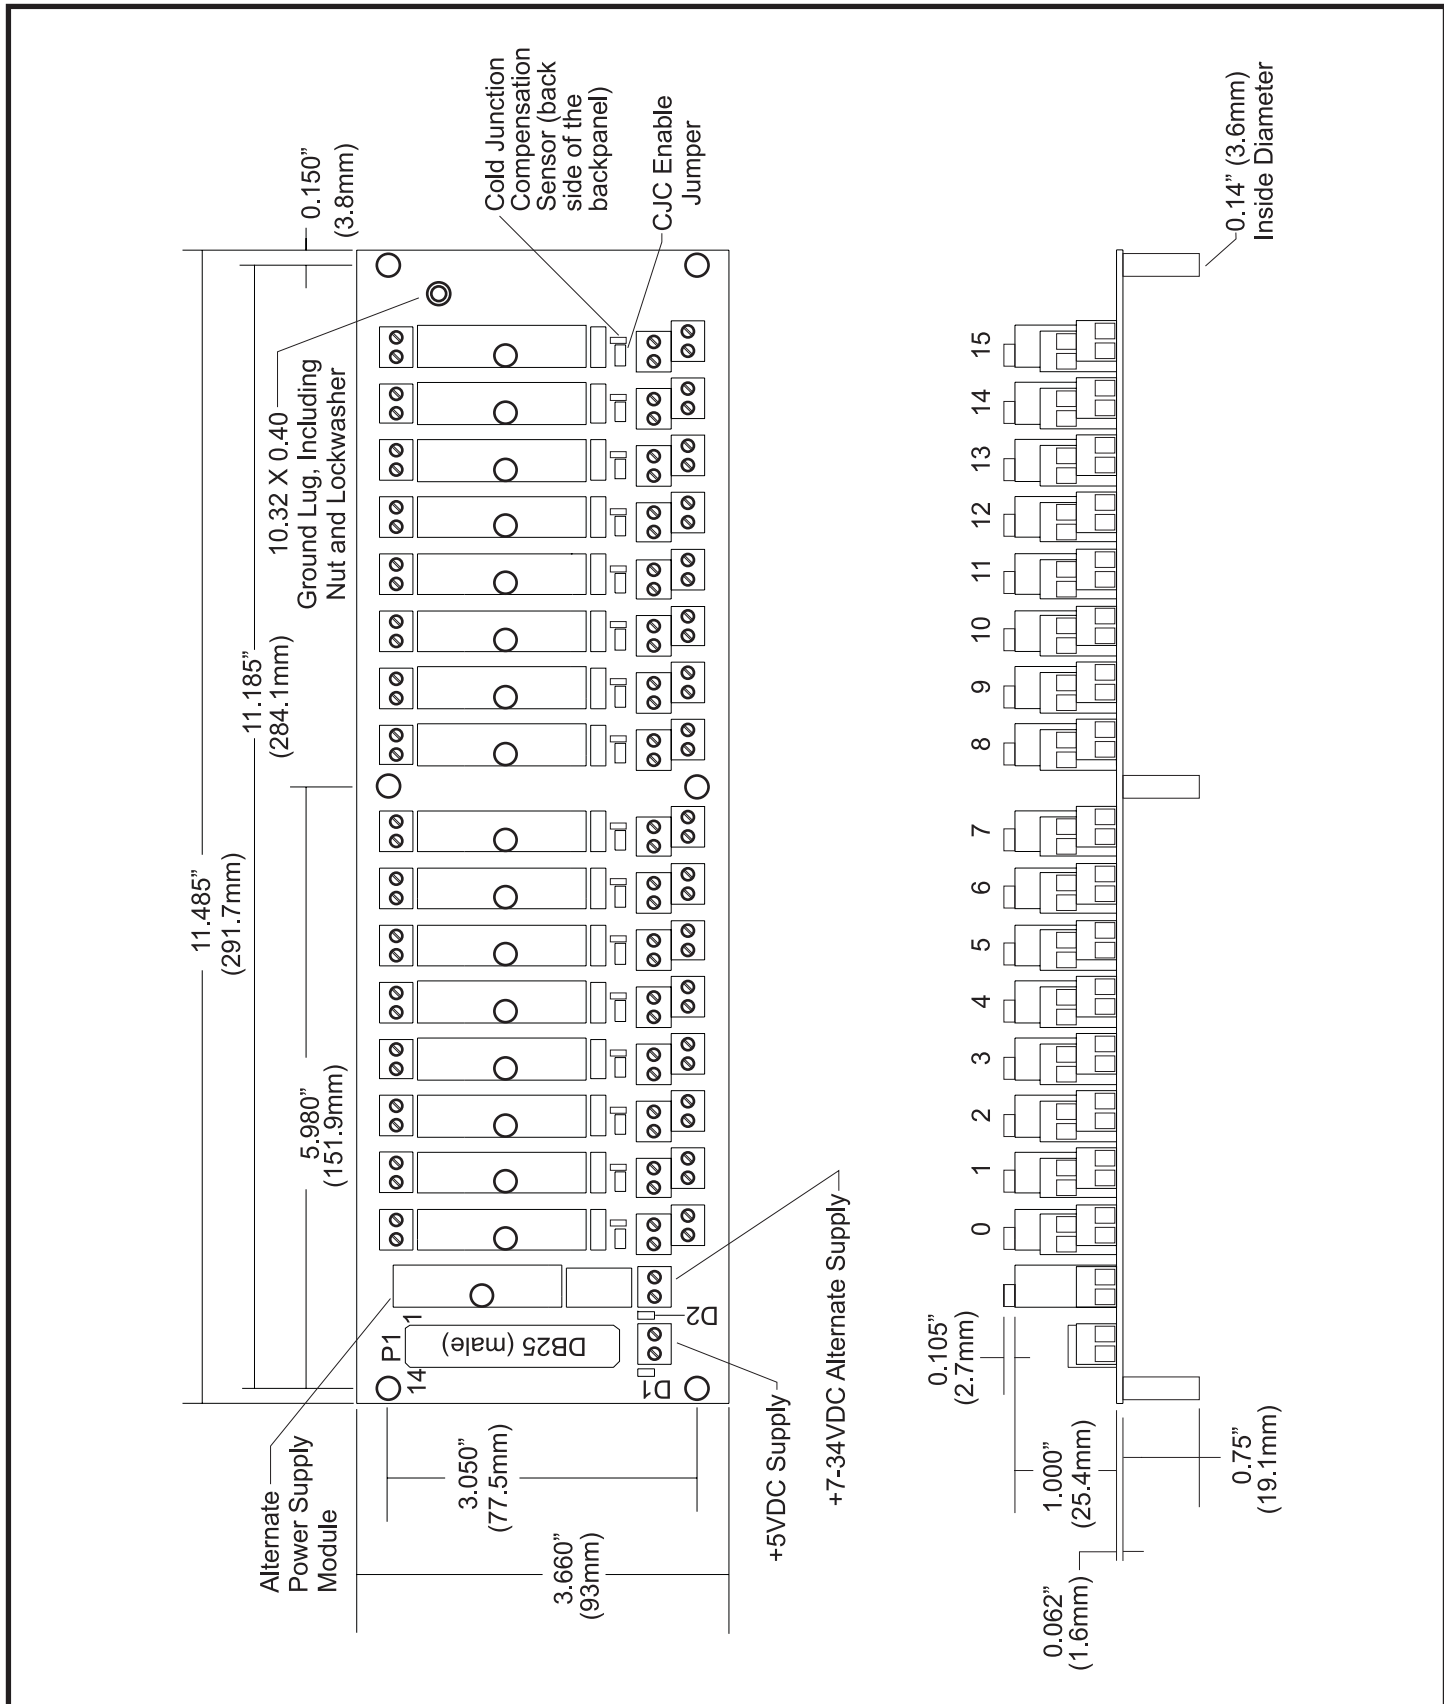 Cold Junction
Compensation
Sensor (back
side of the
backpanel)
CJC Enable
Jumper
0.150”
(3.8mm)
10.32 X 0.40
Ground Lug, Including
Nut and Lockwasher
11.185”
(284.1mm)
11.485”
(291.7mm)
5.980”
(151.9mm)
Alternate
Power Supply
Module
P1
1
14
DB25 (male)
D1
D2
3.050”
(77.5mm)
3.660”
(93mm)
+5VDC Supply
+7-34VDC Alternate Supply
0
1
2
3
4
5
6
7
8
9
10
11
12
13
14
15
0.14” (3.6mm)
Inside Diameter
0.105”
(2.7mm)
1.000”
(25.4mm)
0.062”
(1.6mm)
0.75”
(19.1mm)